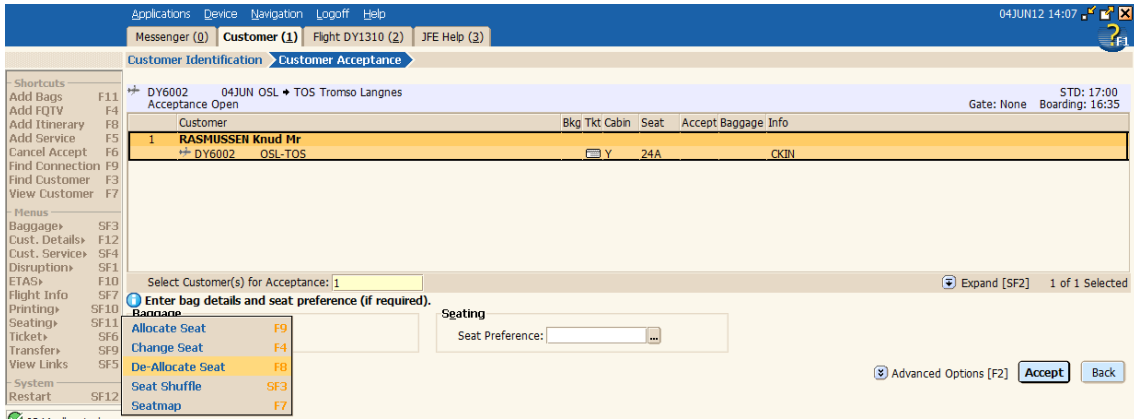 Applications Device Navigation Logoff Help
04JUN12 14:07
Messenger (0) Customer (1) Flight DY1310 (2) JFE Help (3)
? F1
Customer Identification Customer Acceptance
Shortcuts
Add Bags F11
Add FQTV F4
Add Itinerary F8
Add Service F5
Cancel Accept F6
Find Connection F9
Find Customer F3
View Customer F7
Menus
Baggage SF3
Cust. Details F12
Cust. Service SF4
Disruption SF1
ETAS F10
Flight Info SF7
Printing SF10
Seating SF11
Ticket SF6
Transfer SF9
View Links SF5
System
Restart SF12
DY6002 04JUN OSL TOS Tromso Langnes STD: 17:00
Acceptance Open Gate: None Boarding: 16:35
Customer Bkg Tkt Cabin Seat Accept Baggage Info
1 RASMUSSEN Knud Mr
DY6002 OSL-TOS Y 24A CKIN
Select Customer(s) for Acceptance: 1 Expand [SF2] 1 of 1 Selected
Enter bag details and seat preference (if required).
Baggage
Seating
Seat Preference: ...
Allocate Seat F9
Change Seat F4
De-Allocate Seat F8
Seat Shuffle SF3
Seatmap F7
Advanced Options [F2] Accept Back